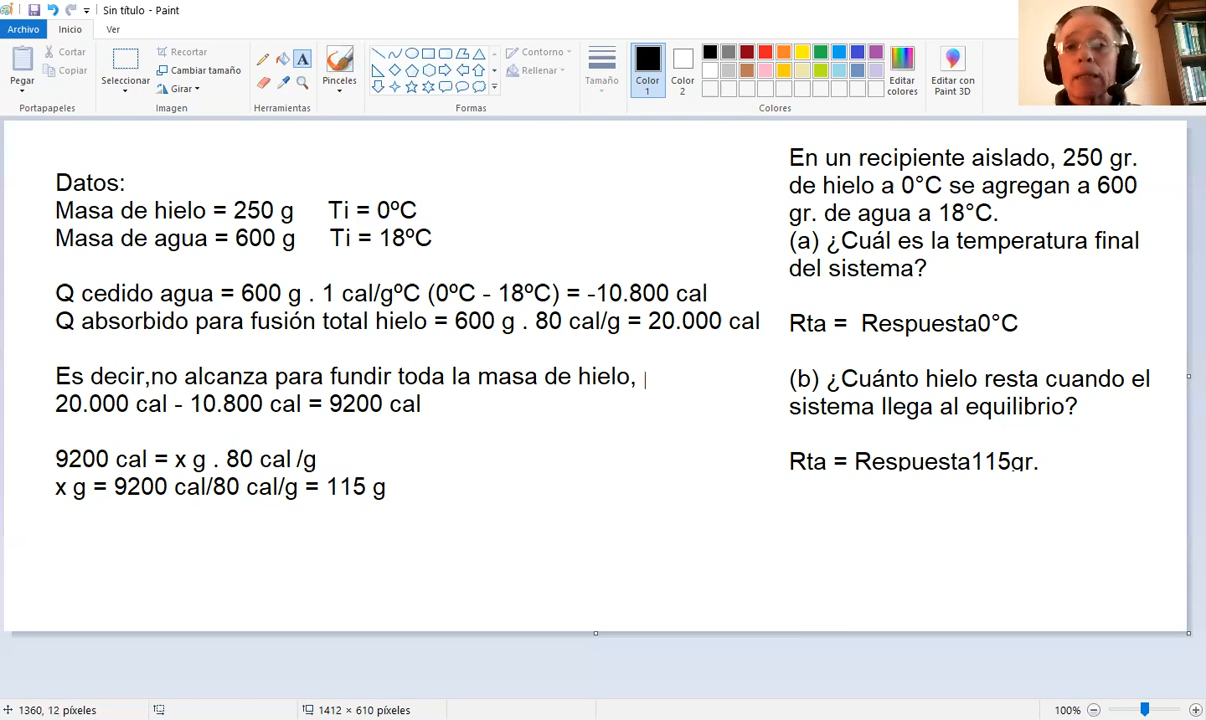 Sin título - Paint
Archivo
Inicio
Ver
Pegar
Cortar
Copiar
Portapapeles
Seleccionar
Recortar
Cambiar tamaño
Girar
Imagen
A
Herramientas
Pinceles
Contorno
Rellenar
Formas
Tamaño
Color 1
Color 2
Editar colores
Editar con Paint 3D
Colores
Datos:
Masa de hielo = 250 g Ti = 0ºC
Masa de agua = 600 g Ti = 18ºC
Q cedido agua = 600 g . 1 cal/gºC (0ºC - 18ºC) = -10.800 cal
Q absorbido para fusión total hielo = 600 g . 80 cal/g = 20.000 cal
Es decir,no alcanza para fundir toda la masa de hielo,
20.000 cal - 10.800 cal = 9200 cal
9200 cal = x g . 80 cal /g
x g = 9200 cal/80 cal/g = 115 g
En un recipiente aislado, 250 gr.
de hielo a 0°C se agregan a 600
gr. de agua a 18°C.
(a) ¿Cuál es la temperatura final
del sistema?
Rta = Respuesta0°C
(b) ¿Cuánto hielo resta cuando el
sistema llega al equilibrio?
Rta = Respuesta115gr.
1360, 12 píxeles
1412 × 610 píxeles
100%